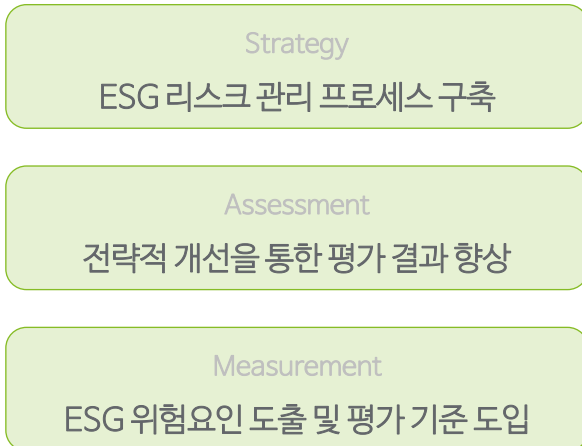 Strategy
ESG 리스크 관리 프로세스 구축
Assessment
전략적 개선을 통한 평가 결과 향상
Measurement
ESG 위험요인 도출 및 평가 기준 도입